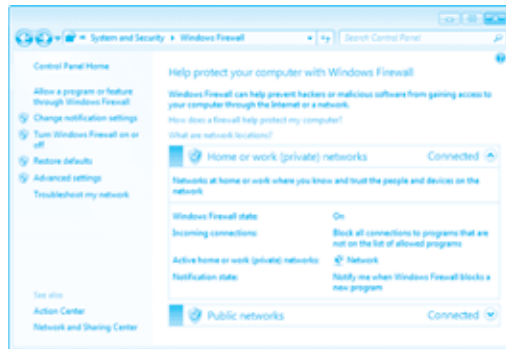 System and Security
Windows Firewall
Search Control Panel
Control Panel Home
Allow a program or feature
through Windows Firewall
Change notification settings
Turn Windows Firewall on or
off
Restore defaults
Advanced settings
Troubleshoot my network
See also
Action Center
Network and Sharing Center
Help protect your computer with Windows Firewall
Windows Firewall can help prevent hackers or malicious software from gaining access to
your computer through the Internet or a network.
How does a firewall help protect my computer?
What are network locations?
Home or work (private) networks Connected
Networks at home or work where you know and trust the people and devices on the
network
Windows Firewall state: On
Incoming connections: Block all connections to programs that are
not on the list of allowed programs
Active home or work (private) networks: Network
Notification state: Notify me when Windows Firewall blocks a
new program
Public networks Connected